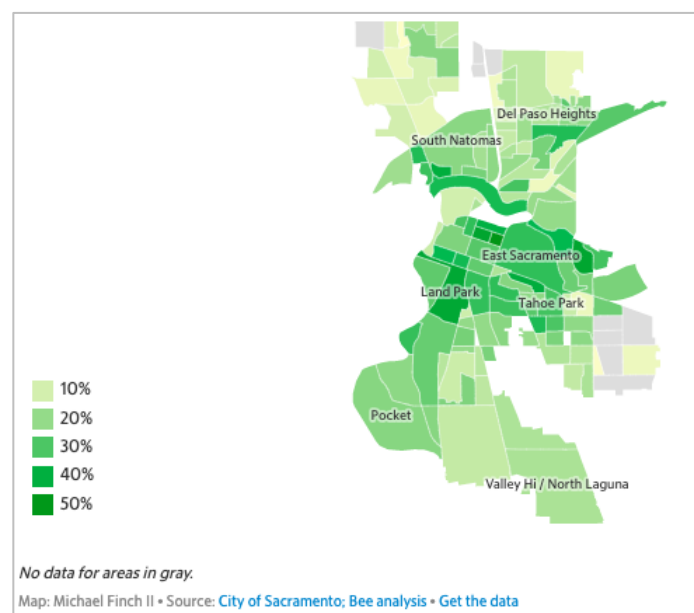 Del Paso Heights
South Natomas
East Sacramento
Land Park
Tahoe Park
Pocket
Valley Hi / North Laguna
10%
20%
30%
40%
50%
No data for areas in gray.
Map: Michael Finch II • Source: City of Sacramento; Bee analysis • Get the data